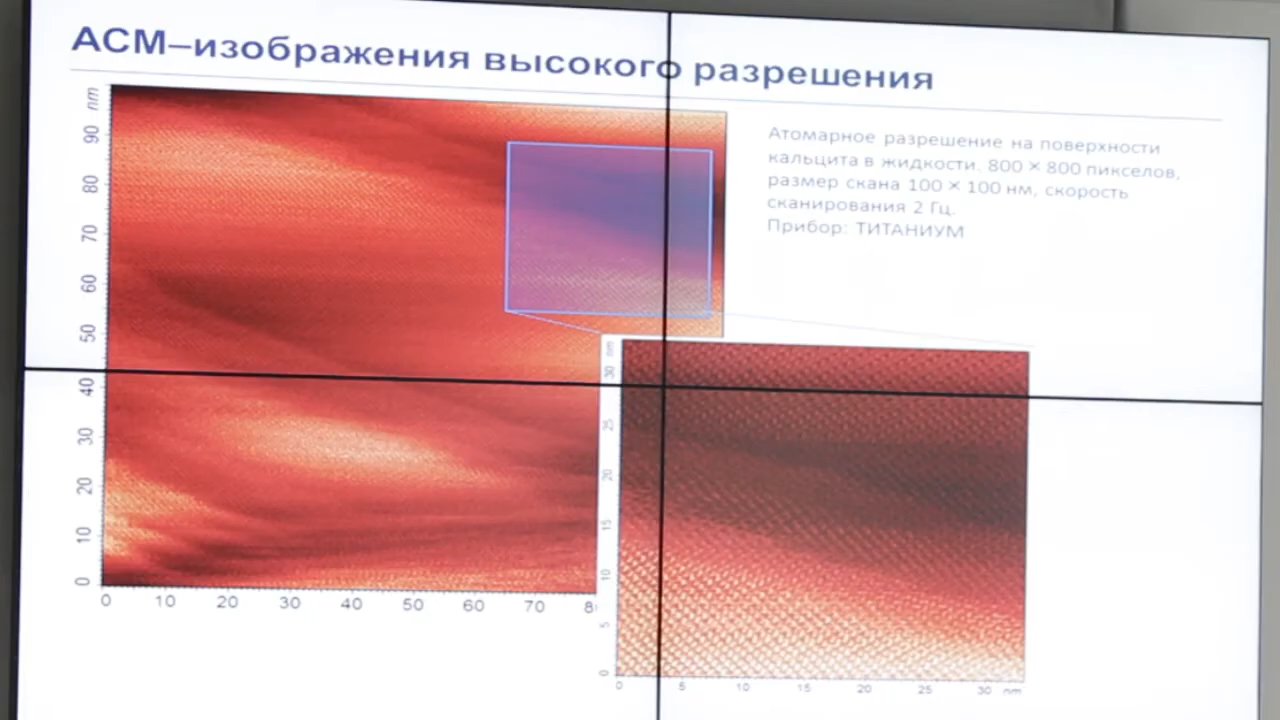 АСМ–изображения высокого разрешения
Атомарное разрешение на поверхности
кальцита в жидкости. 800 × 800 пикселов,
размер скана 100 × 100 нм, скорость
сканирования 2 Гц.
Прибор: ТИТАНИУМ
nm
90
80
70
60
50
40
30
20
10
0
0 10 20 30 40 50 60 70 8
nm
30
25
20
15
10
5
0
0 5 10 15 20 25 30 nm